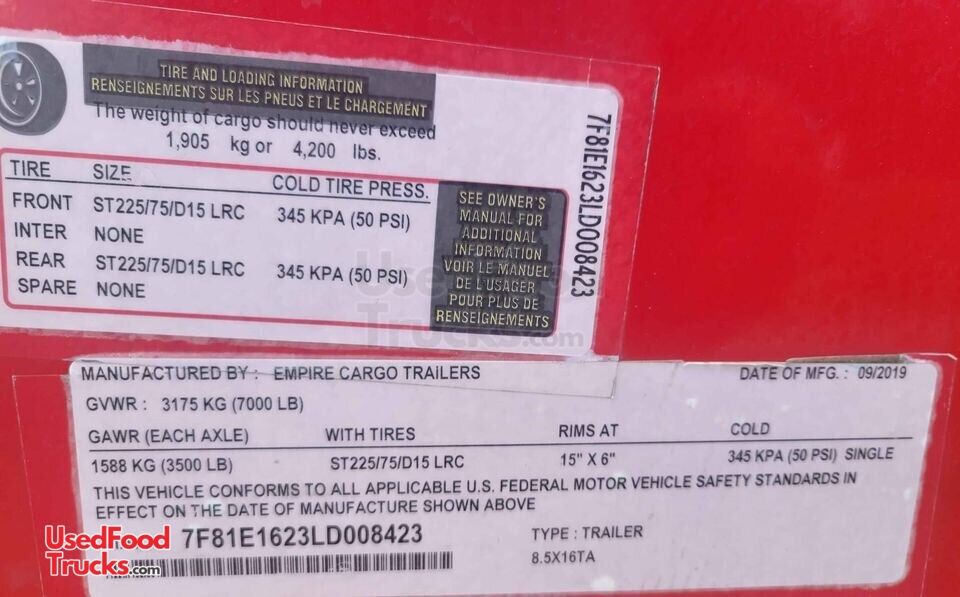 TIRE AND LOADING INFORMATION
RENSEIGNEMENTS SUR LES PNEUS ET LE CHARGEMENT
The weight of cargo should never exceed
1,905 kg or 4,200 lbs.
TIRE SIZE COLD TIRE PRESS.
FRONT ST225/75/D15 LRC 345 KPA (50 PSI)
INTER NONE
REAR ST225/75/D15 LRC 345 KPA (50 PSI)
SPARE NONE
SEE OWNER'S
MANUAL FOR
ADDITIONAL
INFORMATION
VOIR LE MANUEL
DE L'USAGER
POUR PLUS DE
RENSEIGNEMENTS
7F81E1623LD008423
UsedFood
Trucks.com
MANUFACTURED BY : EMPIRE CARGO TRAILERS DATE OF MFG. : 09/2019
GVWR : 3175 KG (7000 LB)
GAWR (EACH AXLE) WITH TIRES RIMS AT COLD
1588 KG (3500 LB) ST225/75/D15 LRC 15" X 6" 345 KPA (50 PSI) SINGLE
THIS VEHICLE CONFORMS TO ALL APPLICABLE U.S. FEDERAL MOTOR VEHICLE SAFETY STANDARDS IN
EFFECT ON THE DATE OF MANUFACTURE SHOWN ABOVE
7F81E1623LD008423 TYPE : TRAILER
8.5X16TA
UsedFood
Trucks.com